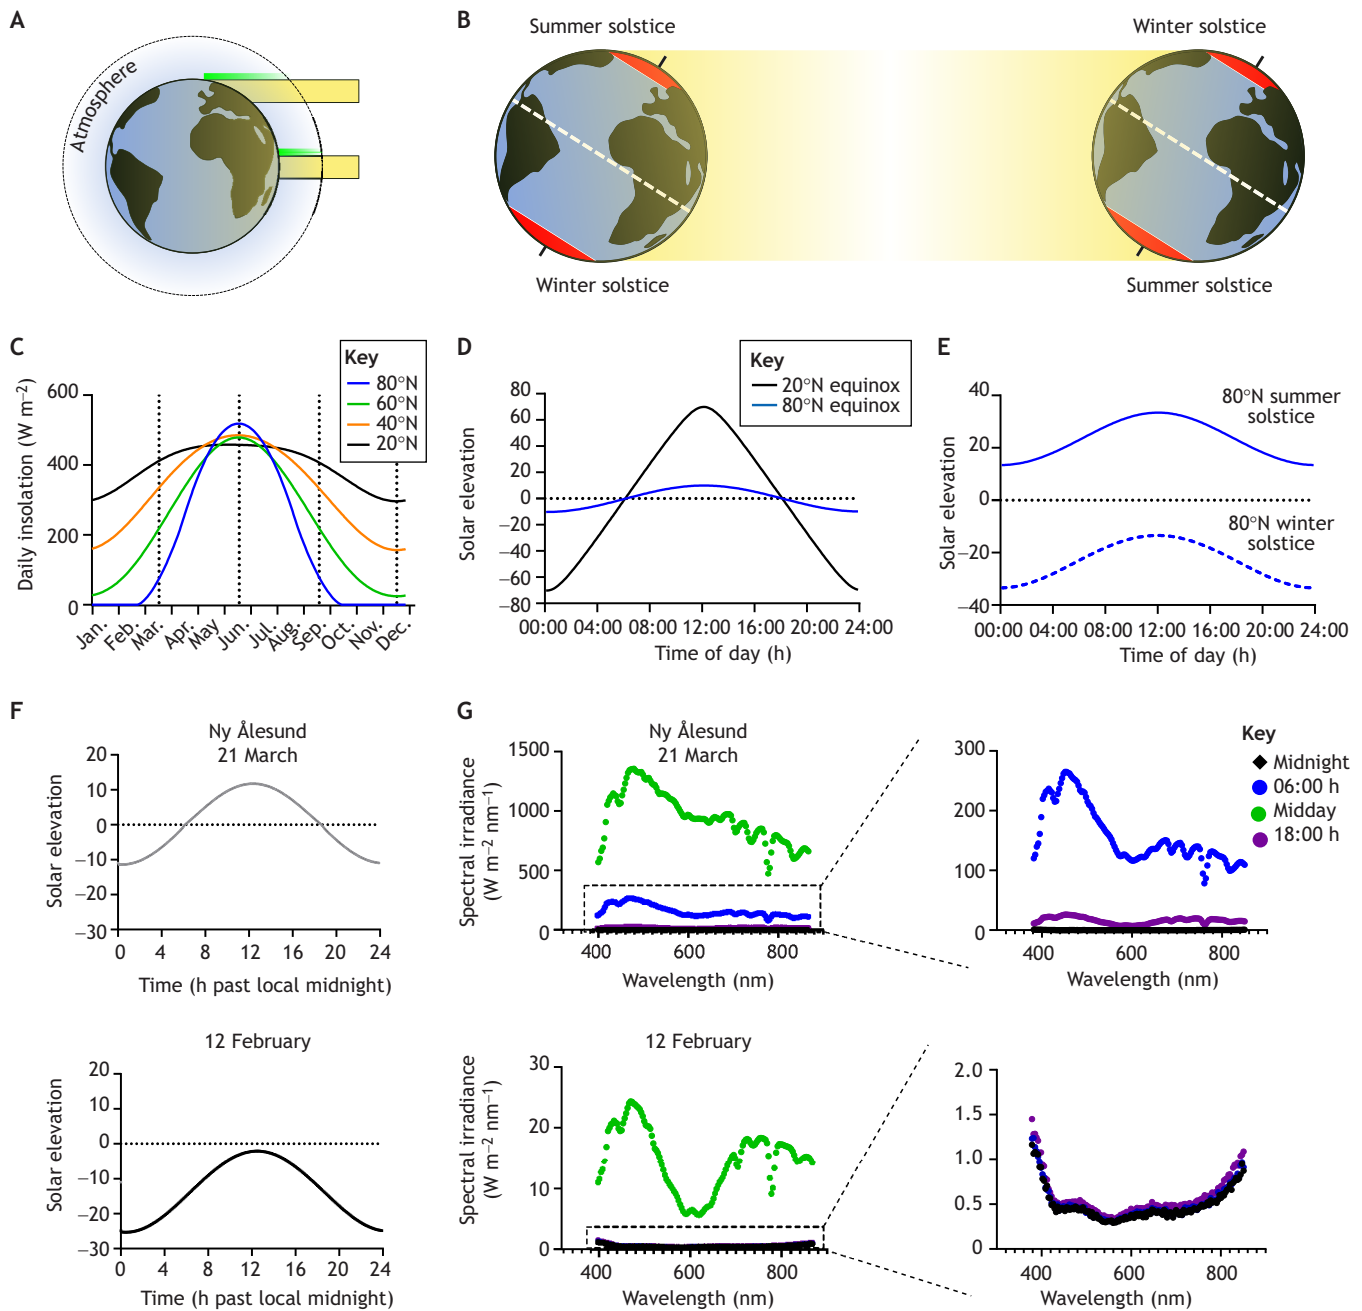 A
Atmosphere
B
Summer solstice
Winter solstice
Winter solstice
Summer solstice
C
Key
80°N
60°N
40°N
20°N
Daily insolation (W m−2)
600
400
200
0
Jan.
Feb.
Mar.
Apr.
May
Jun.
Jul.
Aug.
Sep.
Oct.
Nov.
Dec.
D
Key
20°N equinox
80°N equinox
Solar elevation
80
60
40
20
0
−20
−40
−60
−80
00:00 04:00 08:00 12:00 16:00 20:00 24:00
Time of day (h)
E
80°N summer
solstice
80°N winter
solstice
Solar elevation
40
20
0
−20
−40
00:00 04:00 08:00 12:00 16:00 20:00 24:00
Time of day (h)
F
Ny Ålesund
21 March
Solar elevation
20
10
0
−10
−20
−30
0 4 8 12 16 20 24
Time (h past local midnight)
12 February
Solar elevation
20
10
0
−10
−20
−30
0 4 8 12 16 20 24
Time (h past local midnight)
G
Ny Ålesund
21 March
Spectral irradiance
(W m−2 nm−1)
1500
1000
500
0
400 600 800
Wavelength (nm)
300
200
100
0
400 600 800
Wavelength (nm)
Key
Midnight
06:00 h
Midday
18:00 h
12 February
Spectral irradiance
(W m−2 nm−1)
30
20
10
0
400 600 800
Wavelength (nm)
2.0
1.5
1.0
0.5
0
400 600 800
Wavelength (nm)